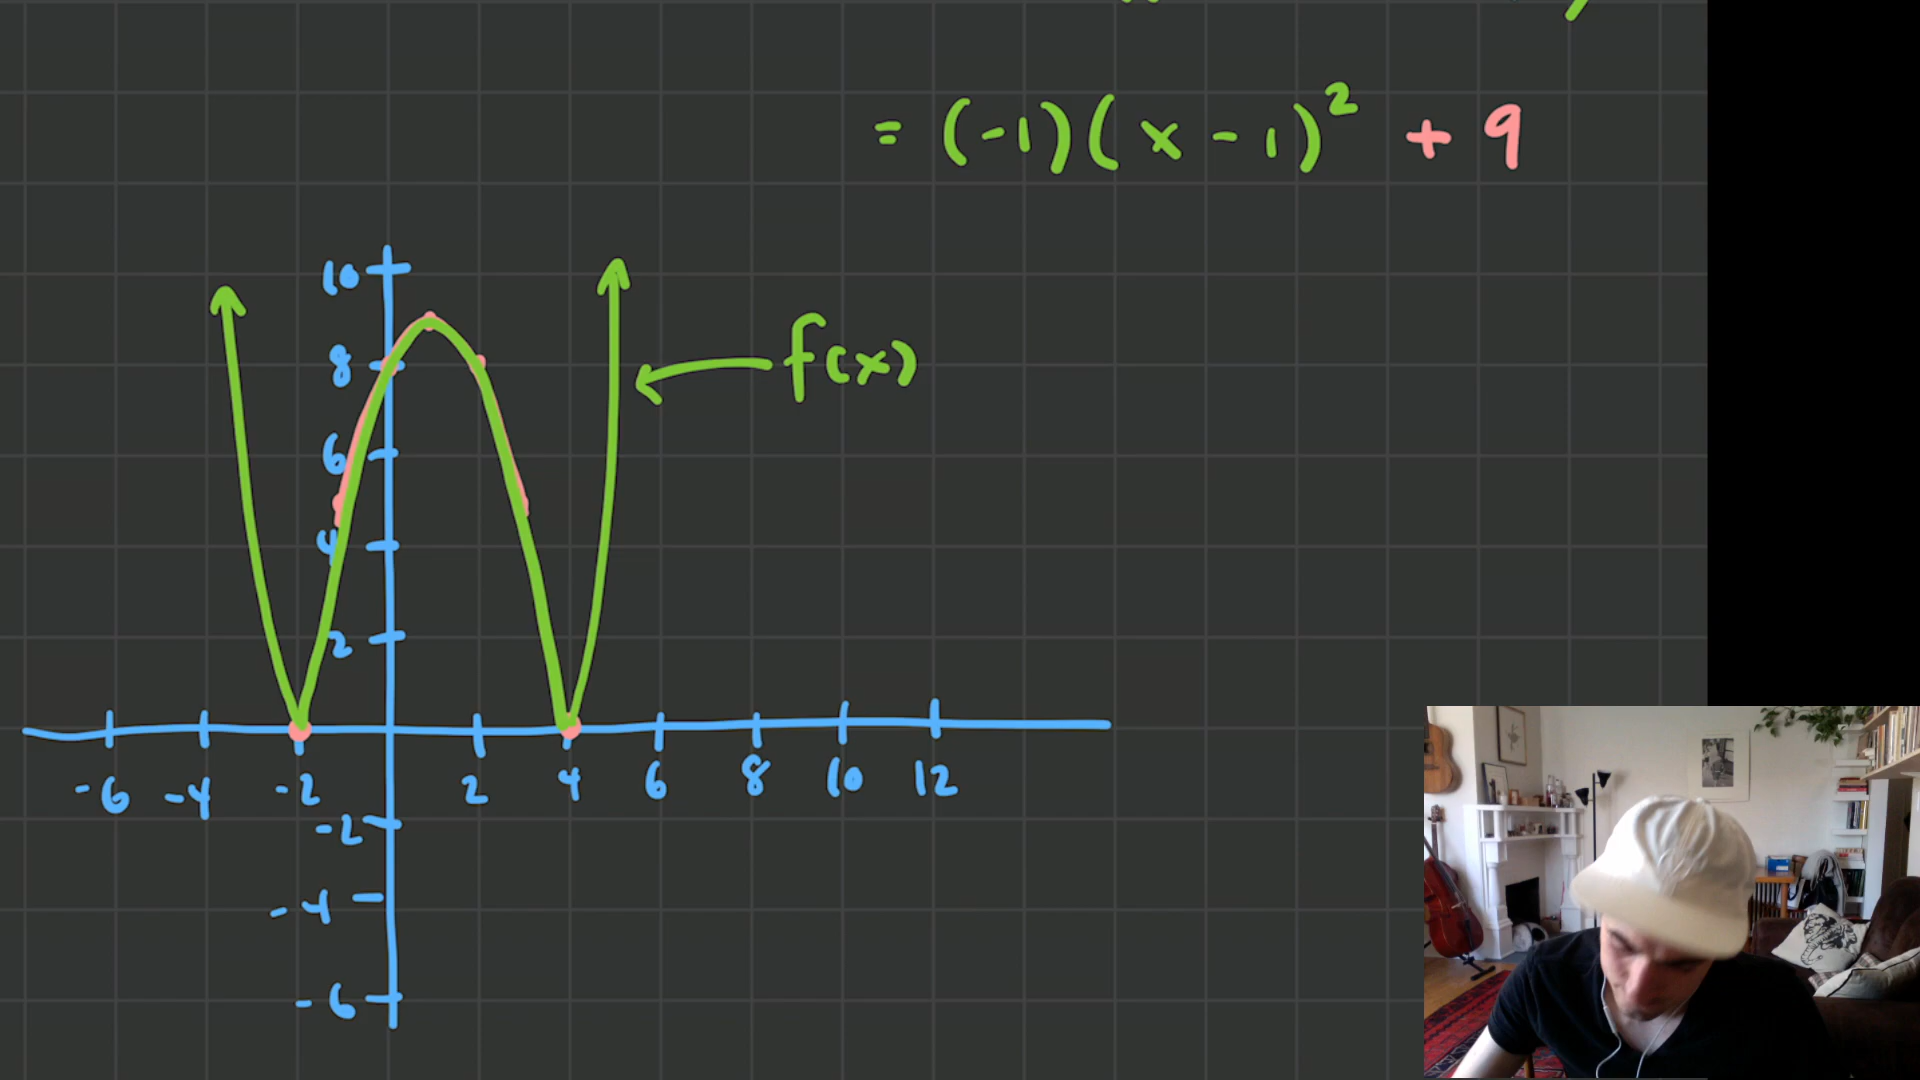 = (-1)(x - 1)² + 9
10
8
f(x)
6
4
2
-6 -4 -2 2 4 6 8 10 12
-2
-4
-6